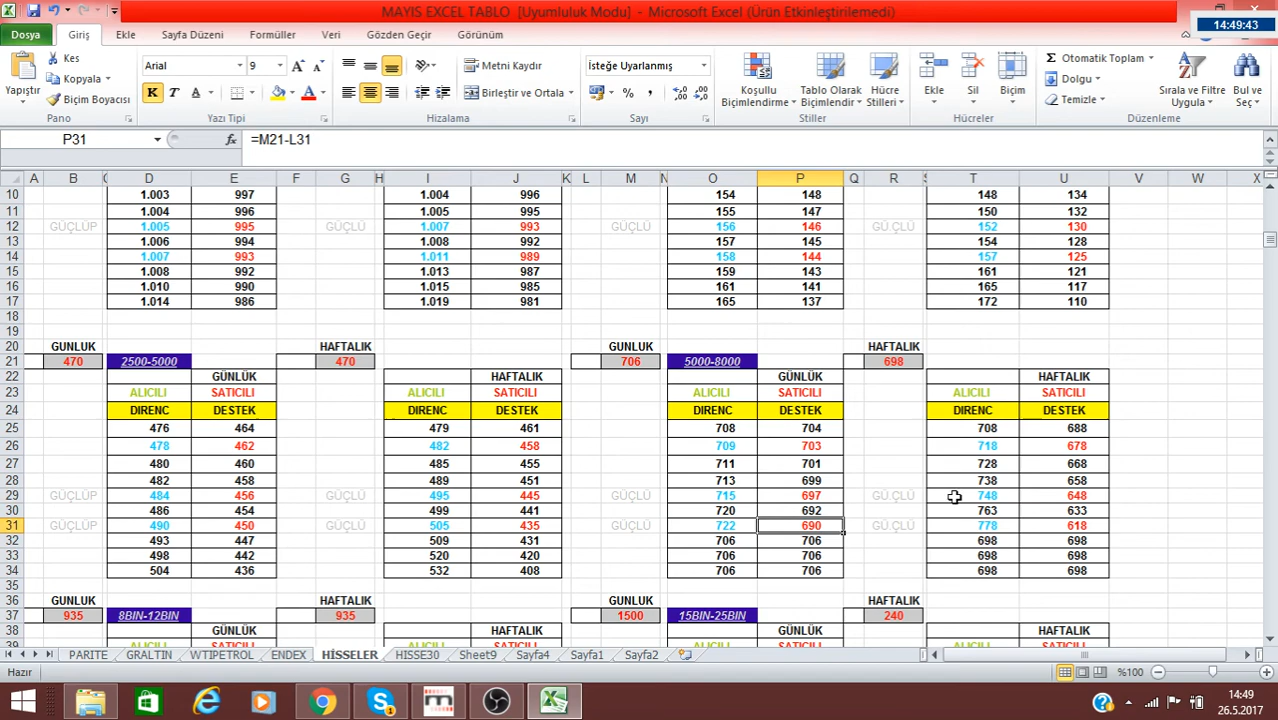 MAYIS EXCEL TABLO [Uyumluluk Modu] - Microsoft Excel (Ürün Etkinleştirilemedi)
14:49:43
Dosya Giriş Ekle Sayfa Düzeni Formüller Veri Gözden Geçir Görünüm
Yapıştır Kes Kopyala Biçim Boyacısı
Arial 9
K T A A A
Metni Kaydır
Birleştir ve Ortala
İsteğe Uyarlanmış
% , ,00
Koşullu Biçimlendirme Tablo Olarak Biçimlendir Hücre Stilleri
Ekle Sil Biçim
Σ Otomatik Toplam Dolgu Temizle
Sırala ve Filtre Uygula Bul ve Seç
Pano Yazı Tipi Hizalama Sayı Stiller Hücreler Düzenleme
P31 fx =M21-L31
A B C D E F G H I J K L M N O P Q R S T U V W X
10 1.003 997 1.004 996 154 148 148 134
11 1.004 996 1.005 995 155 147 150 132
12 GÜÇLÜP 1.005 995 GÜÇLÜ 1.007 993 GÜÇLÜ 156 146 GÜÇLÜ 152 130
13 1.006 994 1.008 992 157 145 154 128
14 1.007 993 1.011 989 158 144 157 125
15 1.008 992 1.013 987 159 143 161 121
16 1.010 990 1.015 985 161 141 165 117
17 1.014 986 1.019 981 165 137 172 110
18
19
20 GUNLUK HAFTALIK GUNLUK HAFTALIK
21 470 2500-5000 470 706 5000-8000 698
22 GÜNLÜK HAFTALIK GÜNLÜK HAFTALIK
23 ALICILI SATICILI ALICILI SATICILI ALICILI SATICILI ALICILI SATICILI
24 DIRENC DESTEK DIRENC DESTEK DIRENC DESTEK DIRENC DESTEK
25 476 464 479 461 708 704 708 688
26 478 462 482 458 709 703 718 678
27 480 460 485 455 711 701 728 668
28 482 458 489 451 713 699 738 658
29 GÜÇLÜP 484 456 GÜÇLÜ 495 445 GÜÇLÜ 715 697 GÜÇLÜ 748 648
30 486 454 499 441 720 692 763 633
31 GÜÇLÜP 490 450 GÜÇLÜ 505 435 GÜÇLÜ 722 690 GÜÇLÜ 778 618
32 493 447 509 431 706 706 698 698
33 498 442 520 420 706 706 698 698
34 504 436 532 408 706 706 698 698
35
36 GUNLUK HAFTALIK GUNLUK HAFTALIK
37 935 8BIN-12BIN 935 1500 15BIN-25BIN 240
38 GÜNLÜK HAFTALIK GÜNLÜK HAFTALIK
39 ALICILI SATICILI ALICILI SATICILI ALICILI SATICILI ALICILI SATICILI
PARITE GRALTIN WTIPETROL ENDEX HİSSELER HISSE30 Sheet9 Sayfa4 Sayfa1 Sayfa2
Hazır %100
14:49
26.5.2017